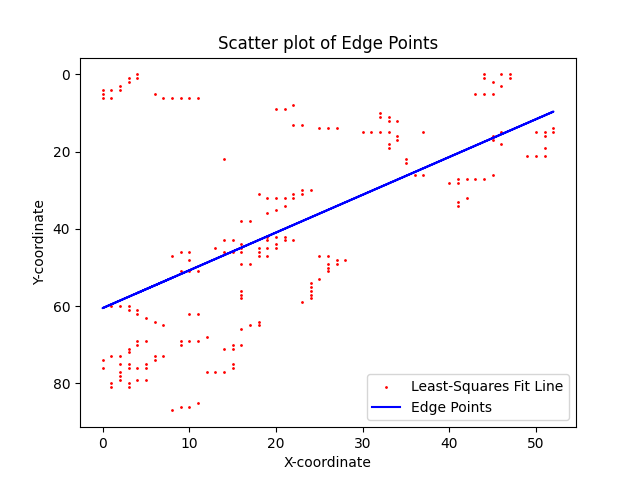 Scatter plot of Edge Points
0
20
40
60
80
Y-coordinate
Least-Squares Fit Line
Edge Points
0 10 20 30 40 50
X-coordinate